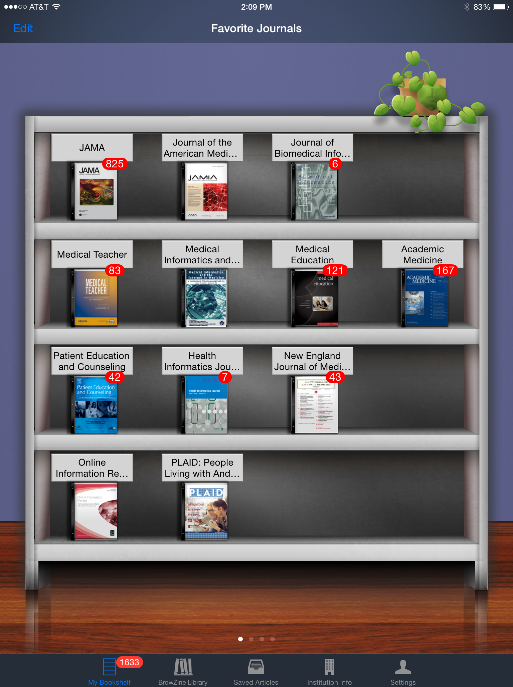 AT&T
2:09 PM
83%
Edit
Favorite Journals
JAMA
825
JAMA
Journal of the
American Medi...
JAMIA
Journal of
Biomedical Info...
6
Medical Teacher
83
MEDICAL
TEACHER
Medical
Informatics and...
Medical
Education
121
medical
education
Academic
Medicine
167
ACADEMIC
MEDICINE
Patient Education
and Counseling
42
Patient Education
and Counseling
Health
Informatics Jou...
7
New England
Journal of Medi...
43
Online
Information Re...
PLAID: People
Living with And...
PLAID
1633
My Bookshelf
BrowZine Library
Saved Articles
Institution Info
Settings